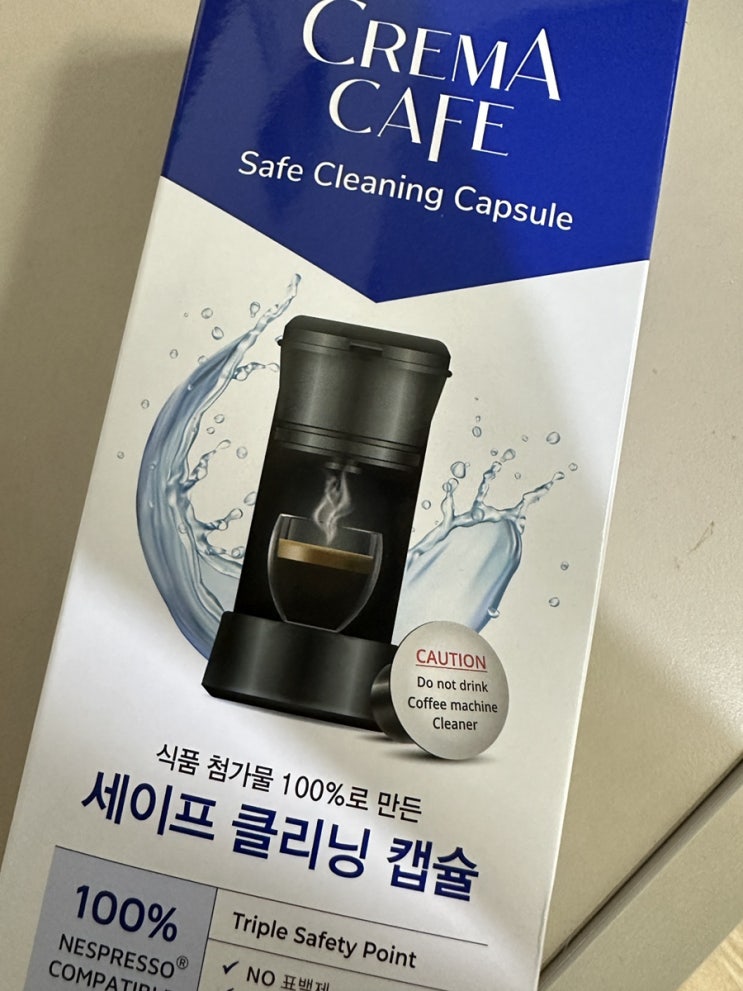 CREMA
CAFE
Safe Cleaning Capsule
CAUTION
Do not drink
Coffee machine
Cleaner
식품 첨가물 100%로 만든
세이프 클리닝 캡슐
100%
NESPRESSO®
Triple Safety Point
✓ NO 표백제